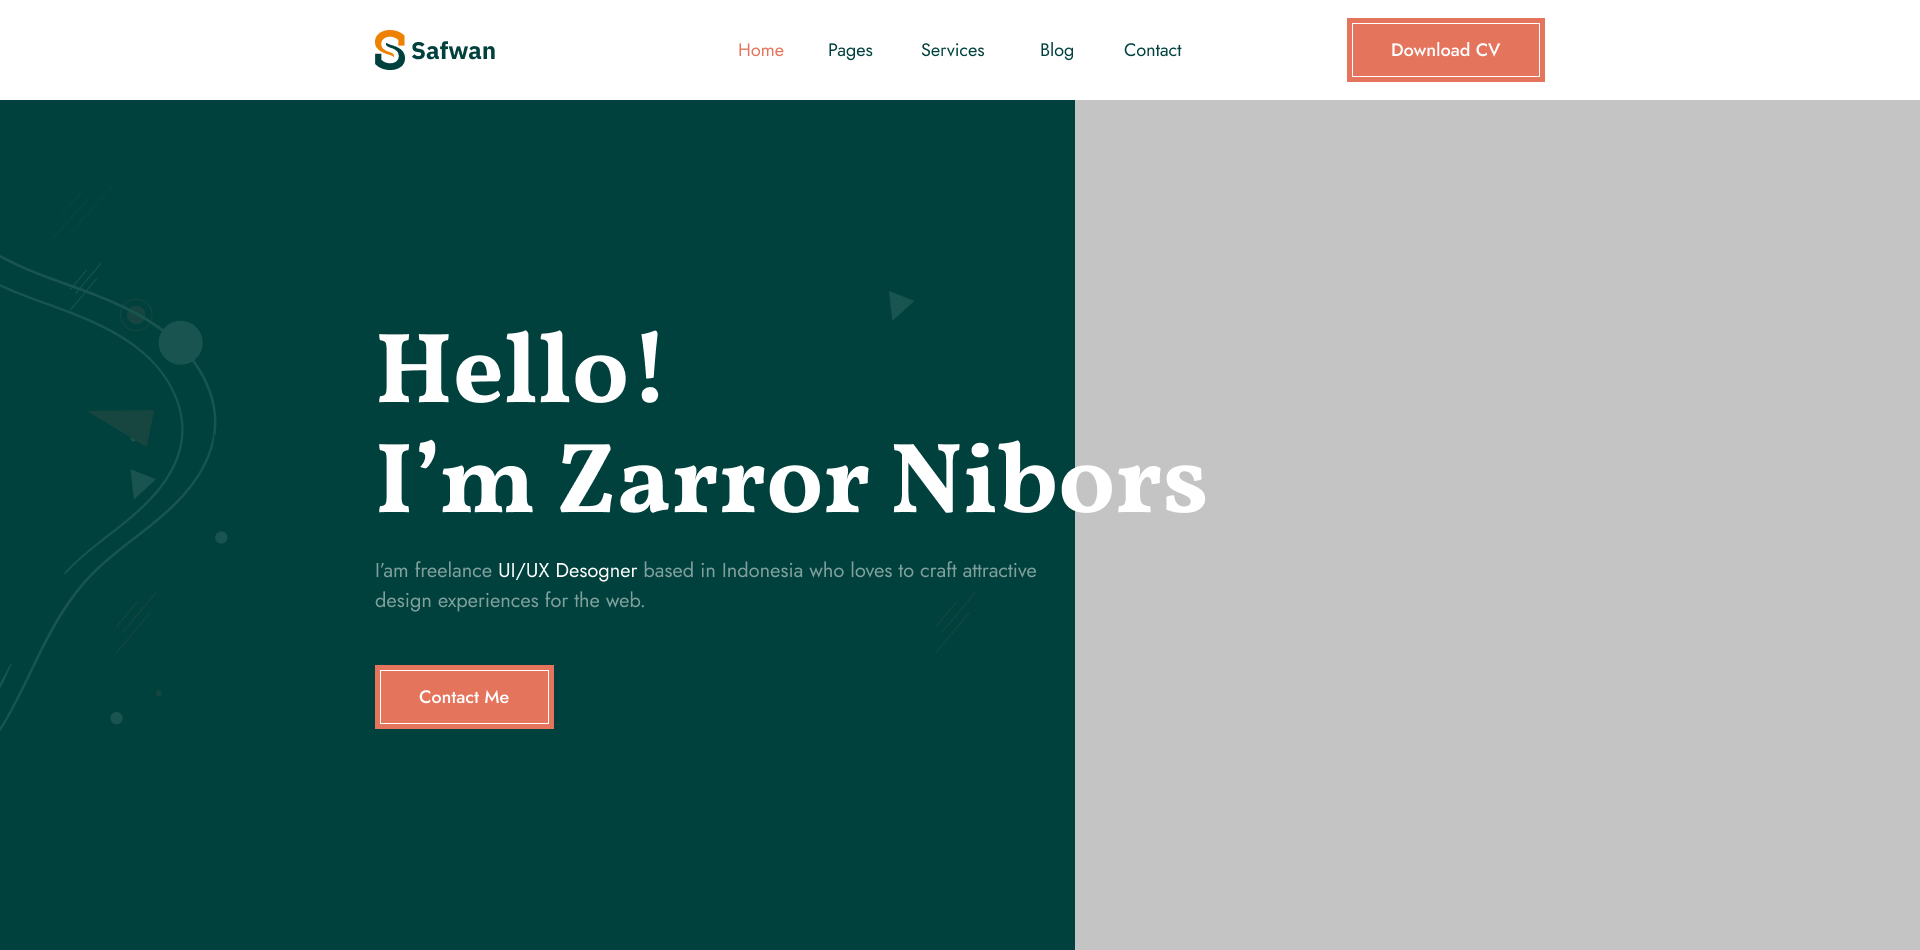 Safwan
Home Pages Services Blog Contact
Download CV
Hello!
I’m Zarror Nibors
I’am freelance UI/UX Desogner based in Indonesia who loves to craft attractive
design experiences for the web.
Contact Me